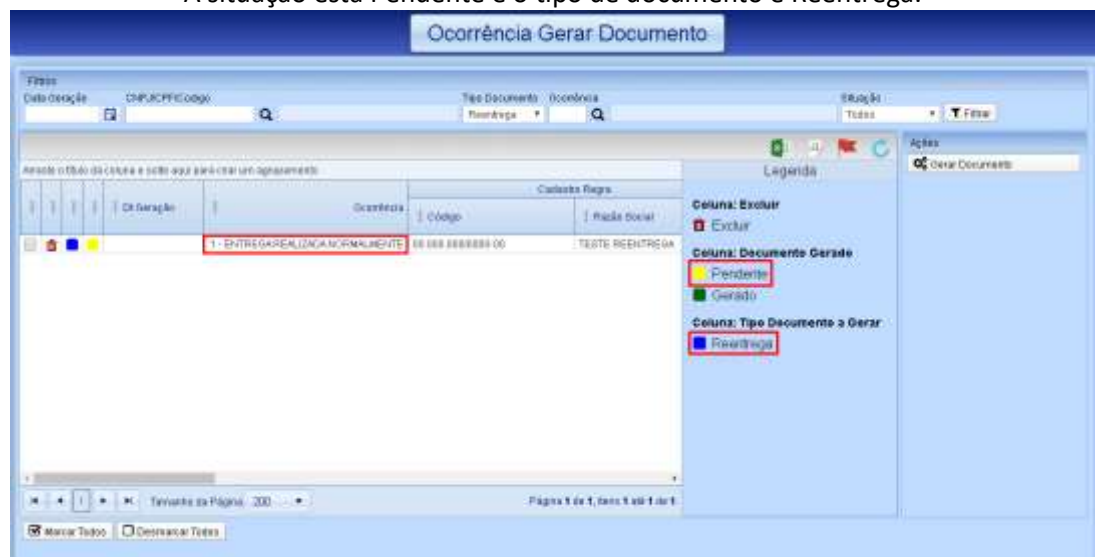 A situação está Pendente e o tipo de documento é Reentrega.
Ocorrência Gerar Documento
Filtros
Data Geração CNPJ/CPF/Código Tipo Documento Ocorrência Situação
Reentrega Todos Filtrar
Ações
Gerar Documento
Arraste o título da coluna e solte aqui para criar um agrupamento
Legenda
Cadastro Regra
Dt Geração Ocorrência Código Razão Social
1 - ENTREGA REALIZADA NORMALMENTE TESTE REENTREGA
Coluna: Excluir
Excluir
Coluna: Documento Gerado
Pendente
Gerado
Coluna: Tipo Documento a Gerar
Reentrega
1 Tamanho da Página: 200 Página 1 de 1, itens 1 até 1 de 1
Marcar Todos Desmarcar Todos